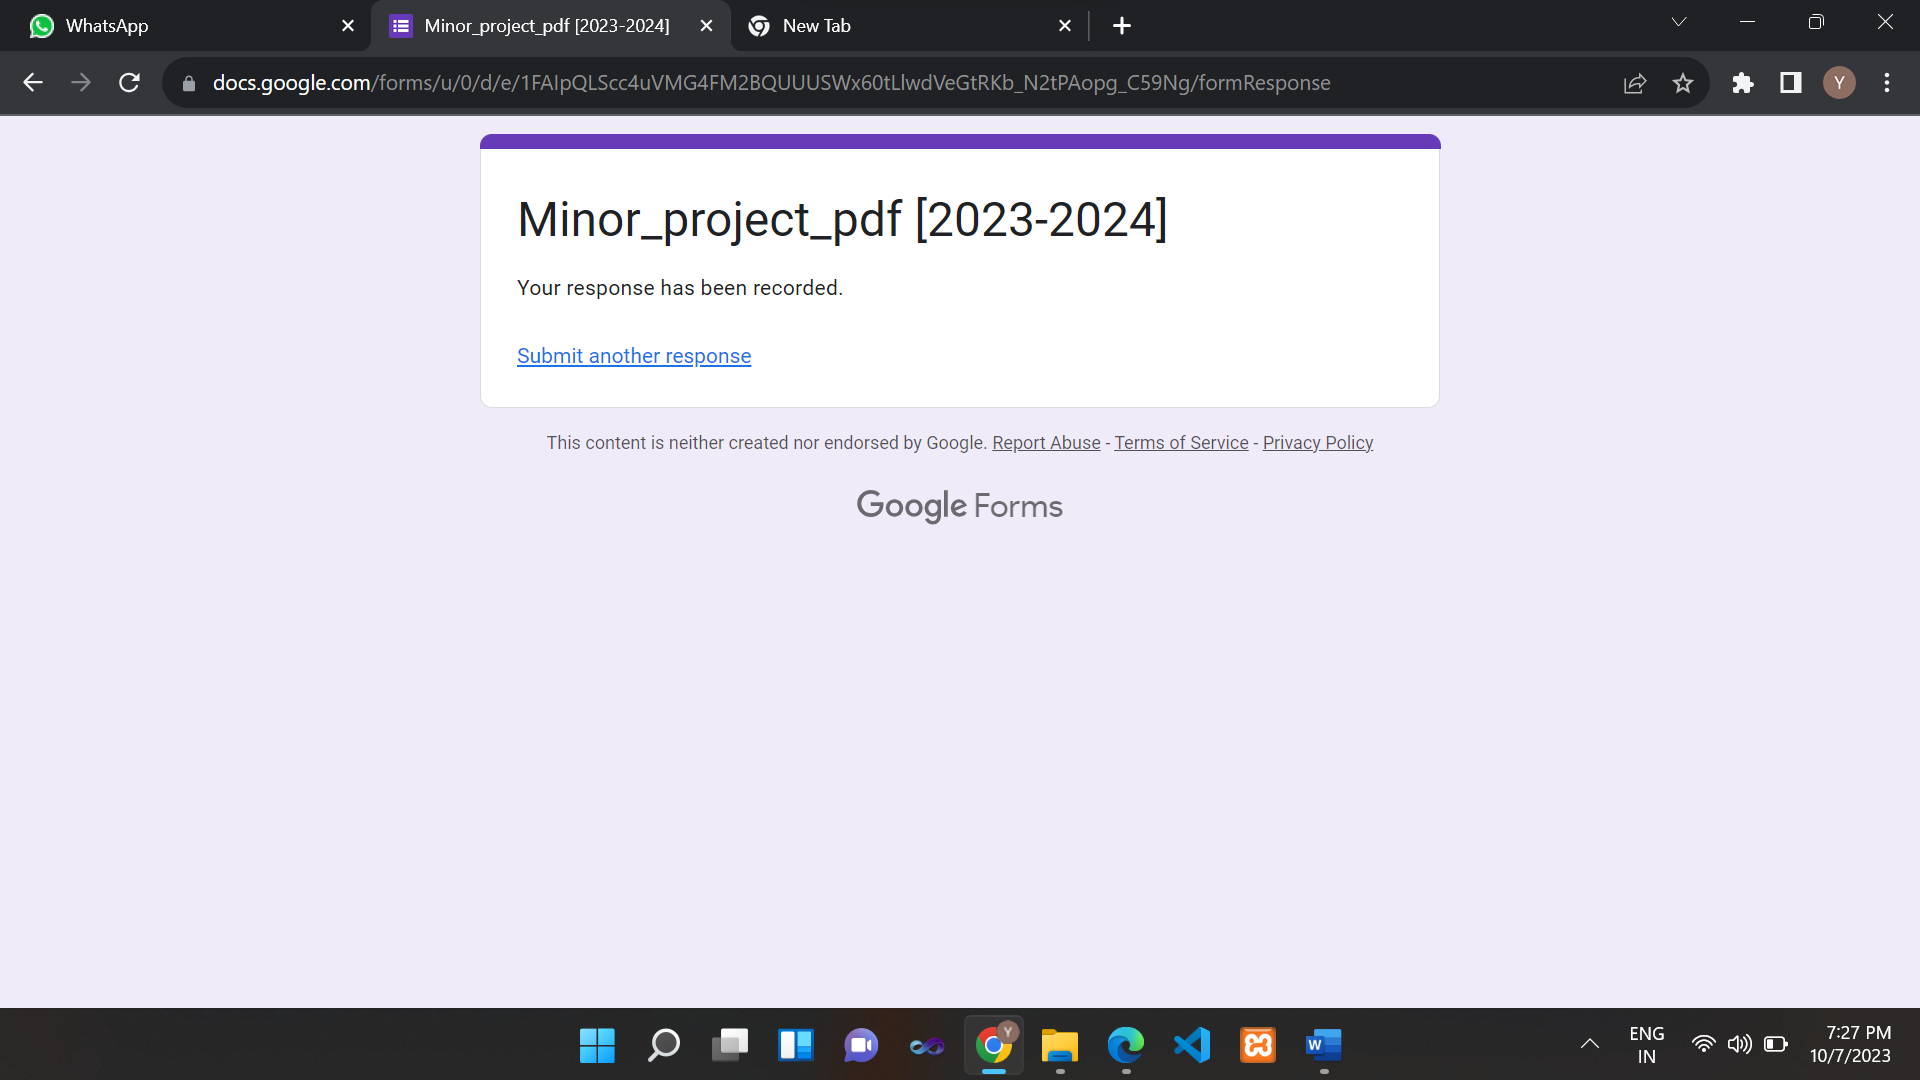 WhatsApp
Minor_project_pdf [2023-2024]
New Tab
docs.google.com/forms/u/0/d/e/1FAIpQLScc4uVMG4FM2BQUUUSWx60tLlwdVeGtRKb_N2tPAopg_C59Ng/formResponse
Y
Minor_project_pdf [2023-2024]
Your response has been recorded.
Submit another response
This content is neither created nor endorsed by Google. Report Abuse - Terms of Service - Privacy Policy
Google Forms
Y
W
ENG
IN
7:27 PM
10/7/2023